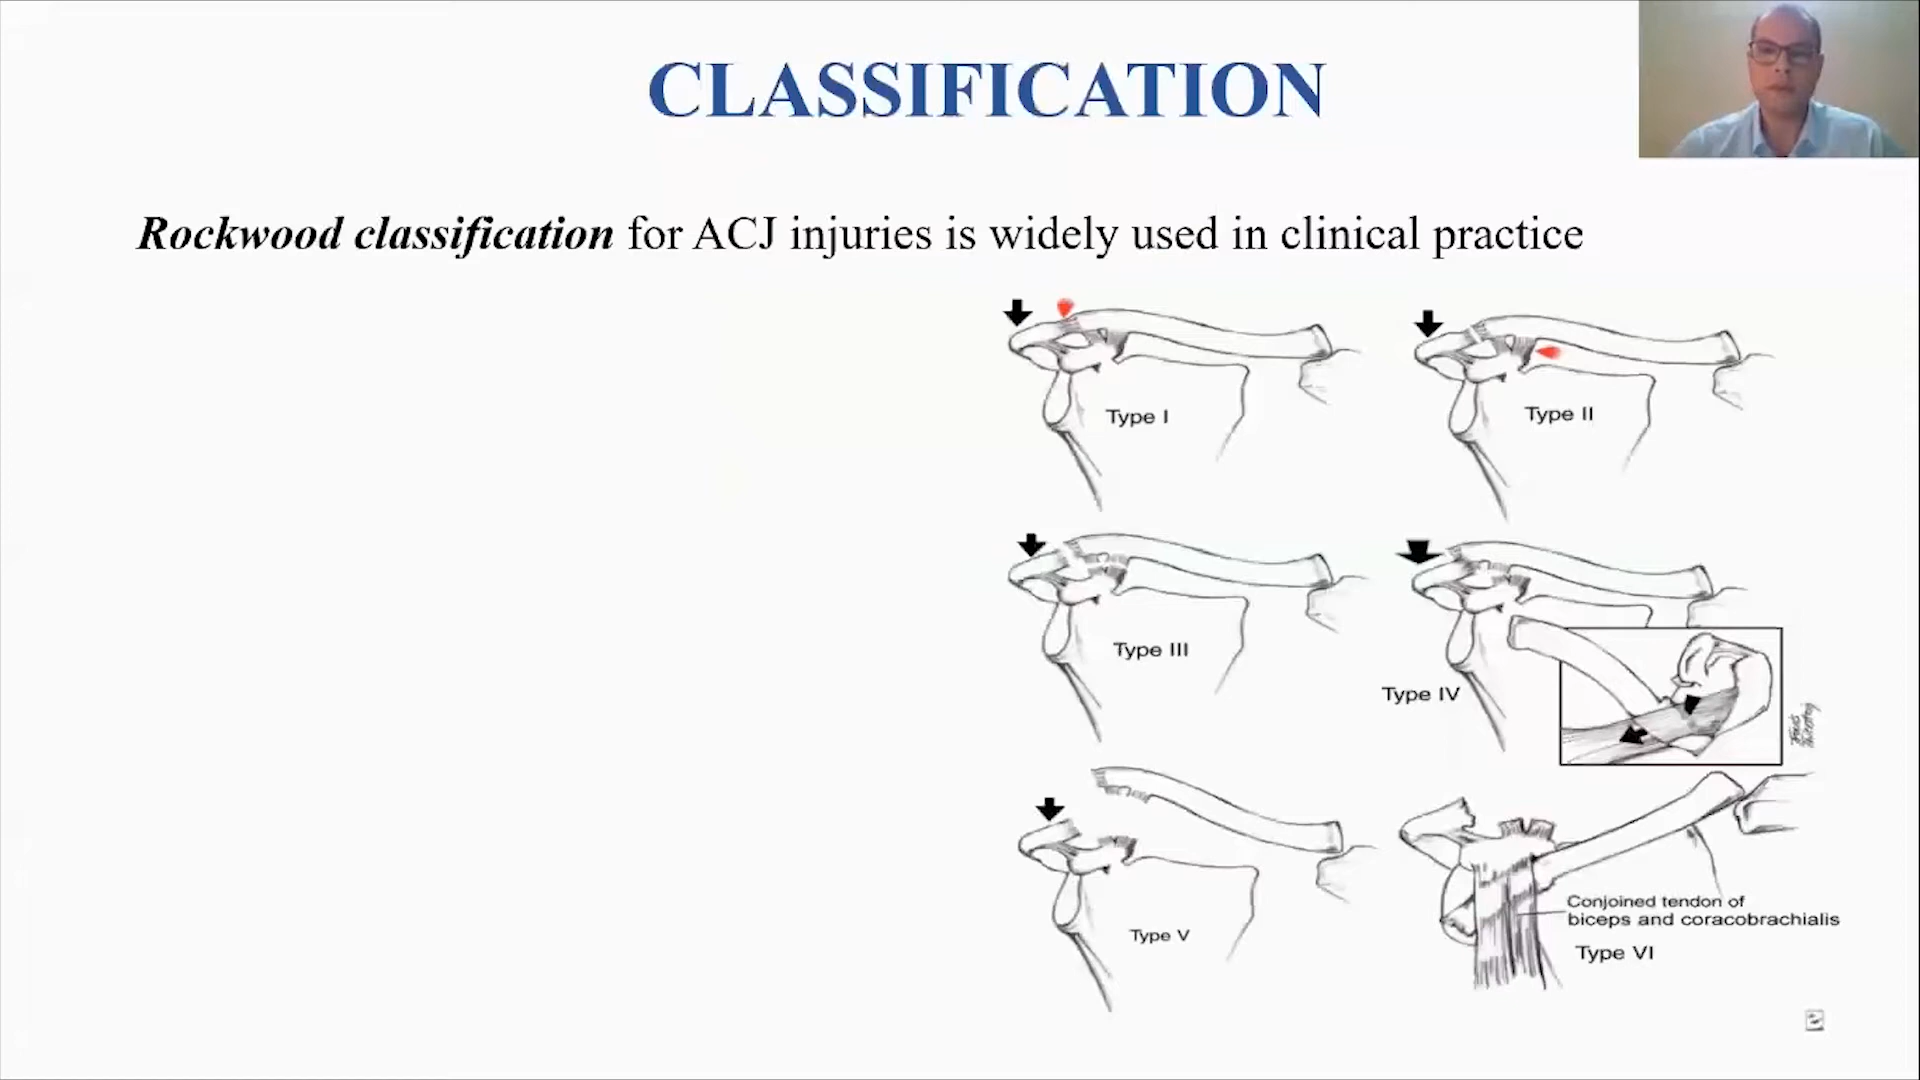 CLASSIFICATION
Rockwood classification for ACJ injuries is widely used in clinical practice
Type I
Type II
Type III
Type IV
Type V
Conjoined tendon of
biceps and coracobrachialis
Type VI